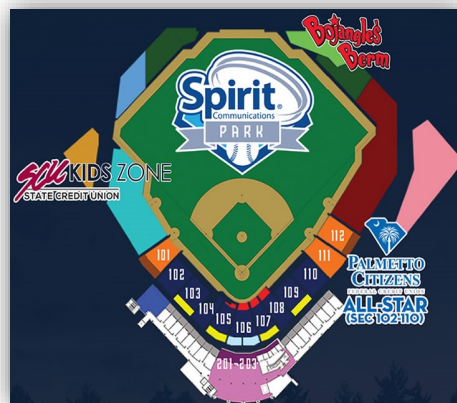 Bojangles
Berm
Spirit
Communications
PARK
SCU KIDS ZONE
STATE CREDIT UNION
101
102
103
104
105
106
107
108
109
110
111
112
201-203
PALMETTO
CITIZENS
FEDERAL CREDIT UNION
ALL-STAR
(SEC 102-110)